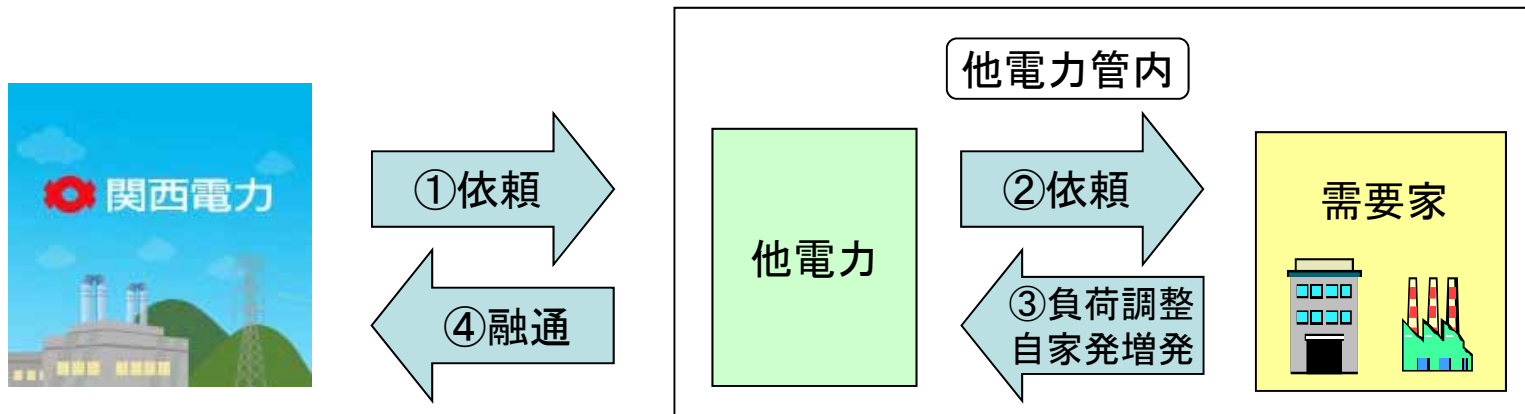 他電力管内
関西電力
①依頼
④融通
他電力
②依頼
③負荷調整
自家発増発
需要家